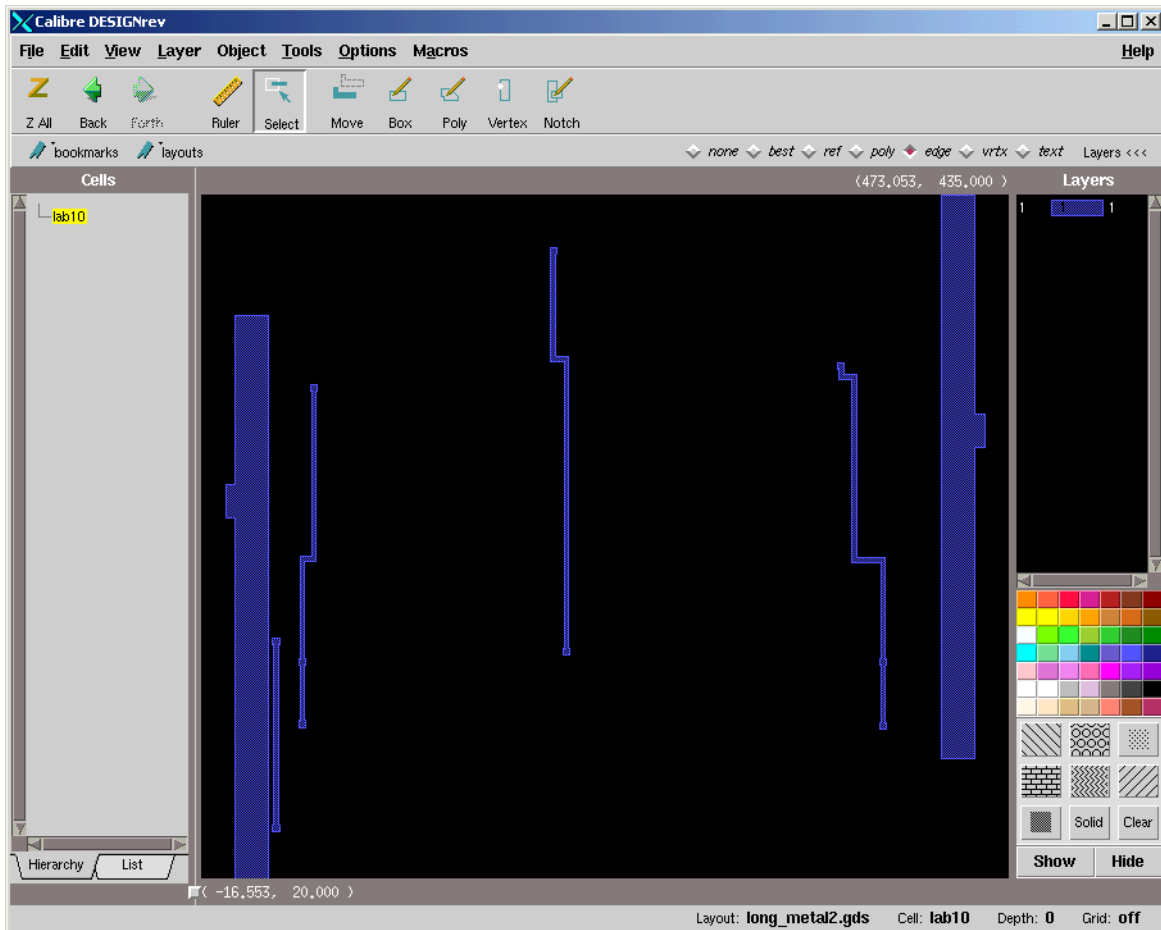 Calibre DESIGNrev
File Edit View Layer Object Tools Options Macros Help
Z All Back Forth Ruler Select Move Box Poly Vertex Notch
bookmarks layouts none best ref poly edge vrtx text Layers <<<
Cells (473.053, 435.000 ) Layers
lab10 1 1 1
Solid Clear
Hierarchy List Show Hide
( -16.553, 20.000 )
Layout: long_metal2.gds Cell: lab10 Depth: 0 Grid: off